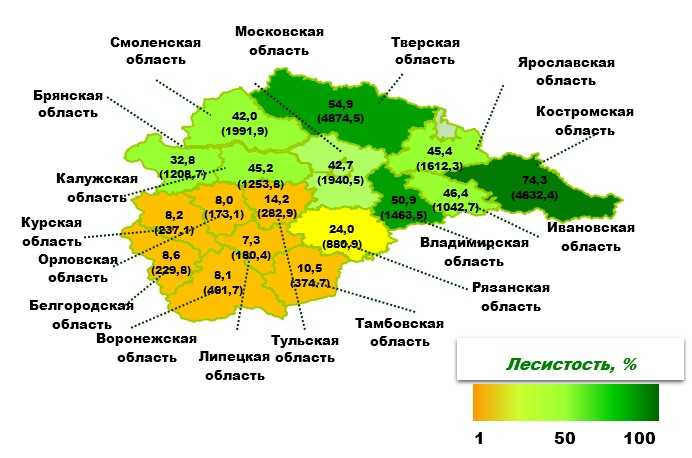 Московская
область
Смоленская
область
Тверская
область
Ярославская
область
Брянская
область
Костромская
область
54,9
(4874,5)
42,0
(1991,9)
45,4
(1612,3)
32,8
(1208,7)
45,2
(1253,8)
42,7
(1940,5)
74,3
(4632,4)
Калужская
область
50,9
(1463,5)
46,4
(1042,7)
8,0
(173,1)
14,2
(282,9)
8,2
(237,1)
Курская
область
24,0
(880,9)
Ивановская
область
Владимирская
область
7,3
(180,4)
Орловская
область
8,6
(229,8)
10,5
(374,7)
8,1
(461,7)
Рязанская
область
Белгородская
область
Тамбовская
область
Воронежская
область
Тульская
область
Липецкая
область
Лесистость, %
1 50 100